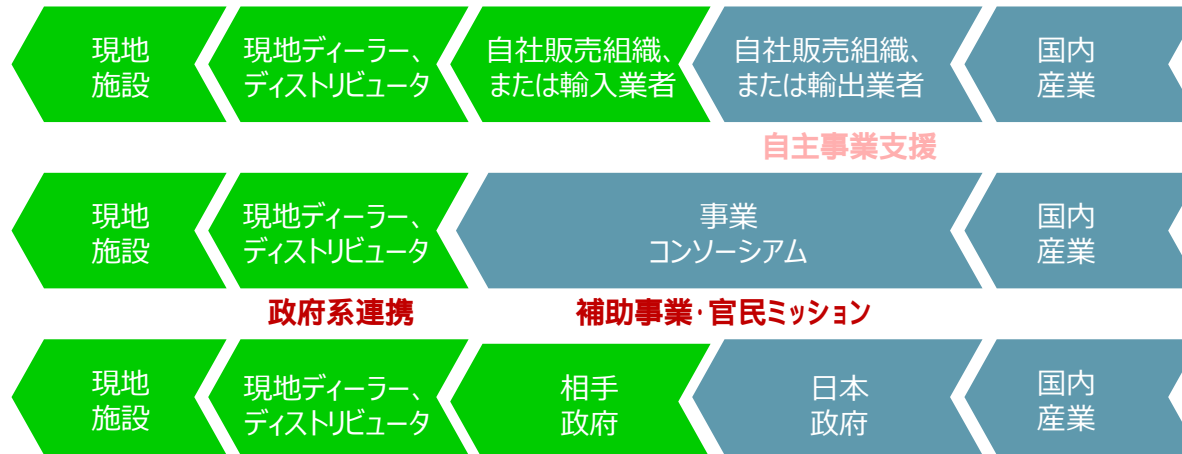 現地
施設
現地ディーラー、
ディストリビュータ
自社販売組織、
または輸入業者
自社販売組織、
または輸出業者
国内
産業
自主事業支援
現地
施設
現地ディーラー、
ディストリビュータ
事業
コンソーシアム
国内
産業
政府系連携
補助事業・官民ミッション
現地
施設
現地ディーラー、
ディストリビュータ
相手
政府
日本
政府
国内
産業